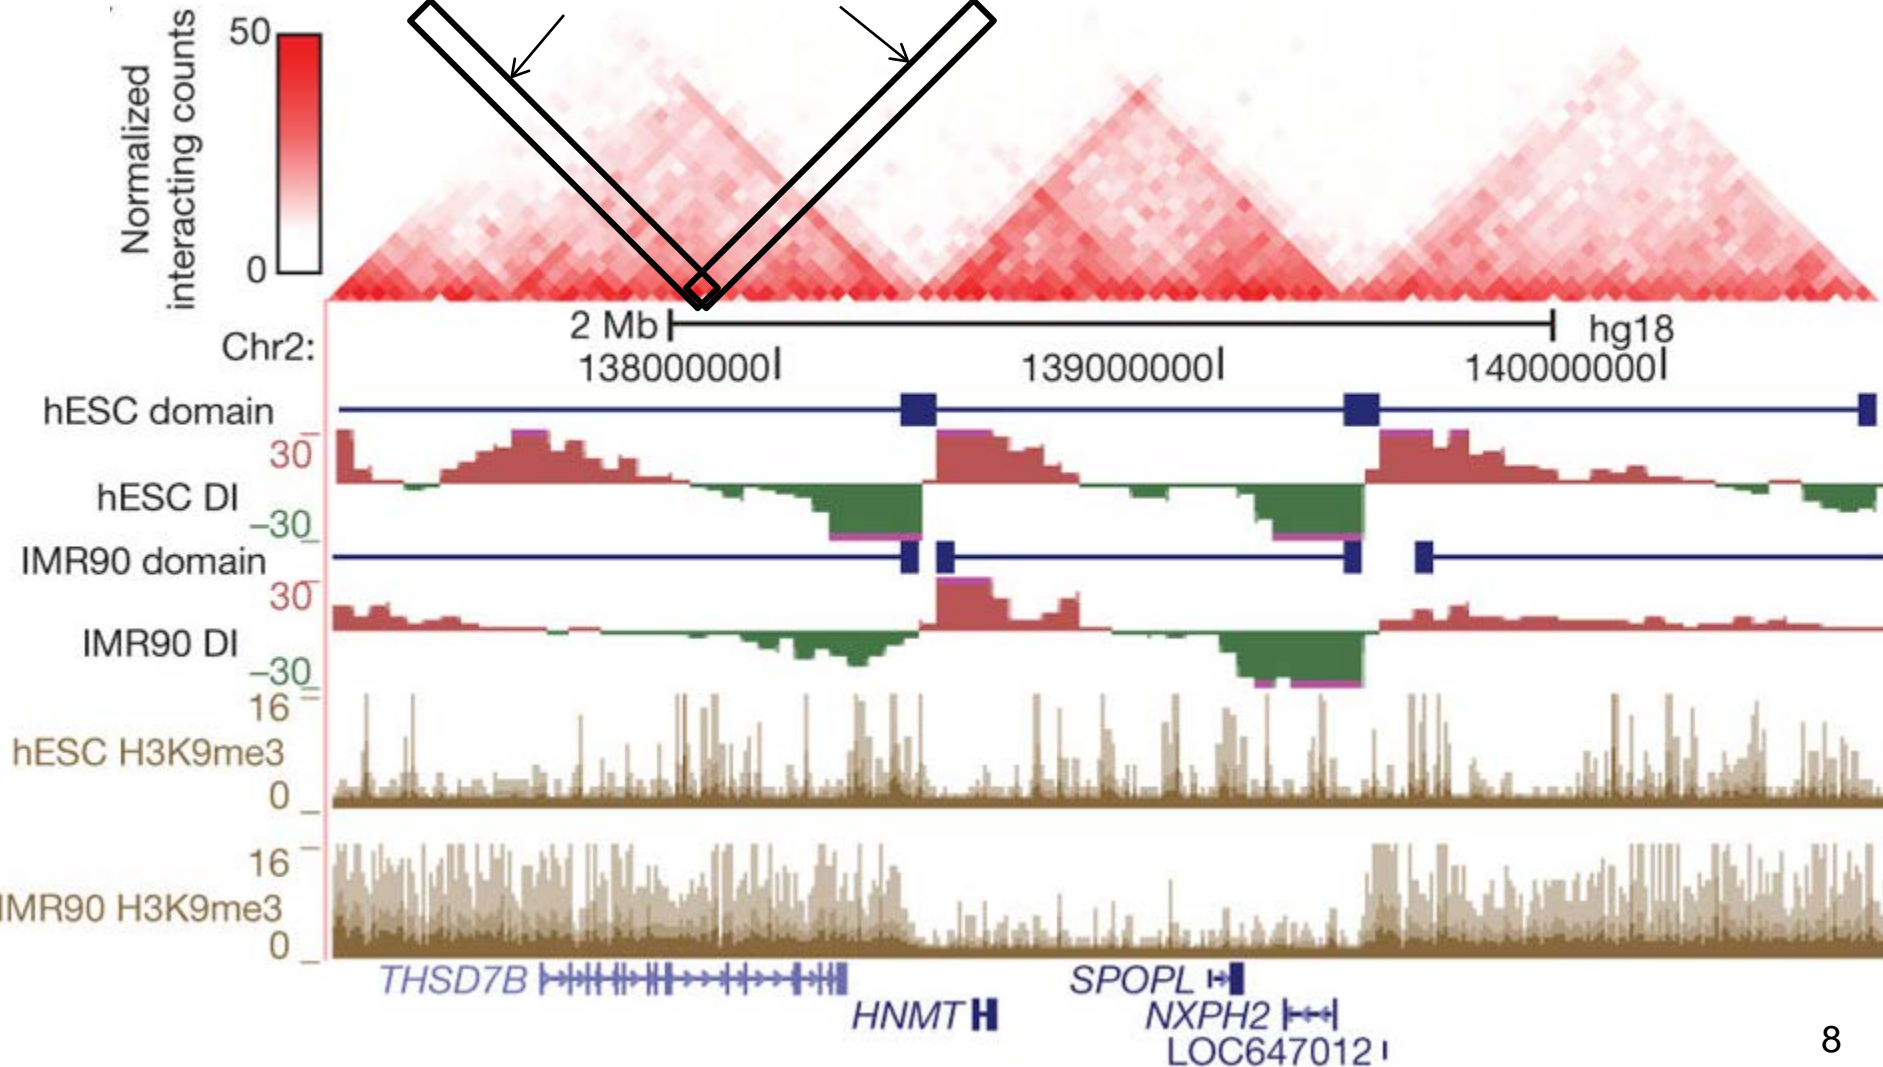 50
Normalized
interacting counts
0
2 Mb
hg18
Chr2:
138000000
139000000
140000000
hESC domain
30
hESC DI
−30
IMR90 domain
30
IMR90 DI
−30
16
hESC H3K9me3
0
16
IMR90 H3K9me3
0
THSD7B
SPOPL
HNMT
NXPH2
LOC647012
8